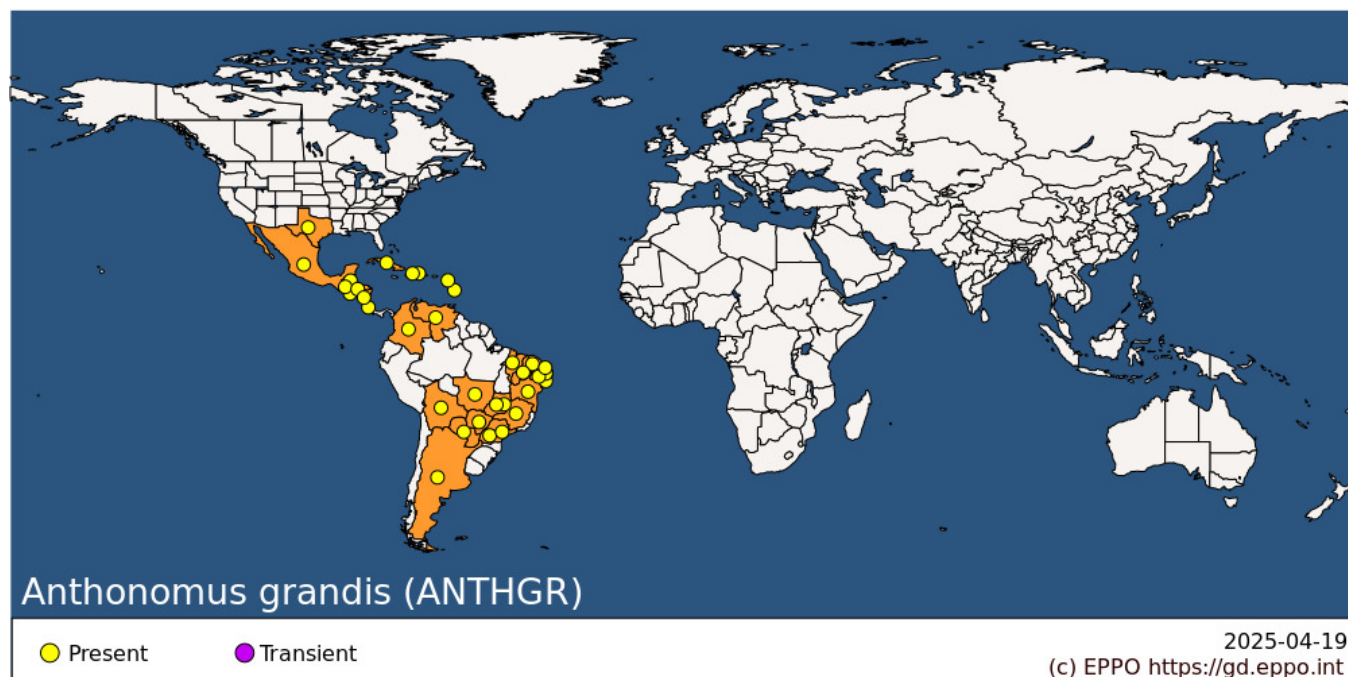 Anthonomus grandis (ANTHGR)
Present
Transient
2025-04-19
(c) EPPO https://gd.eppo.int